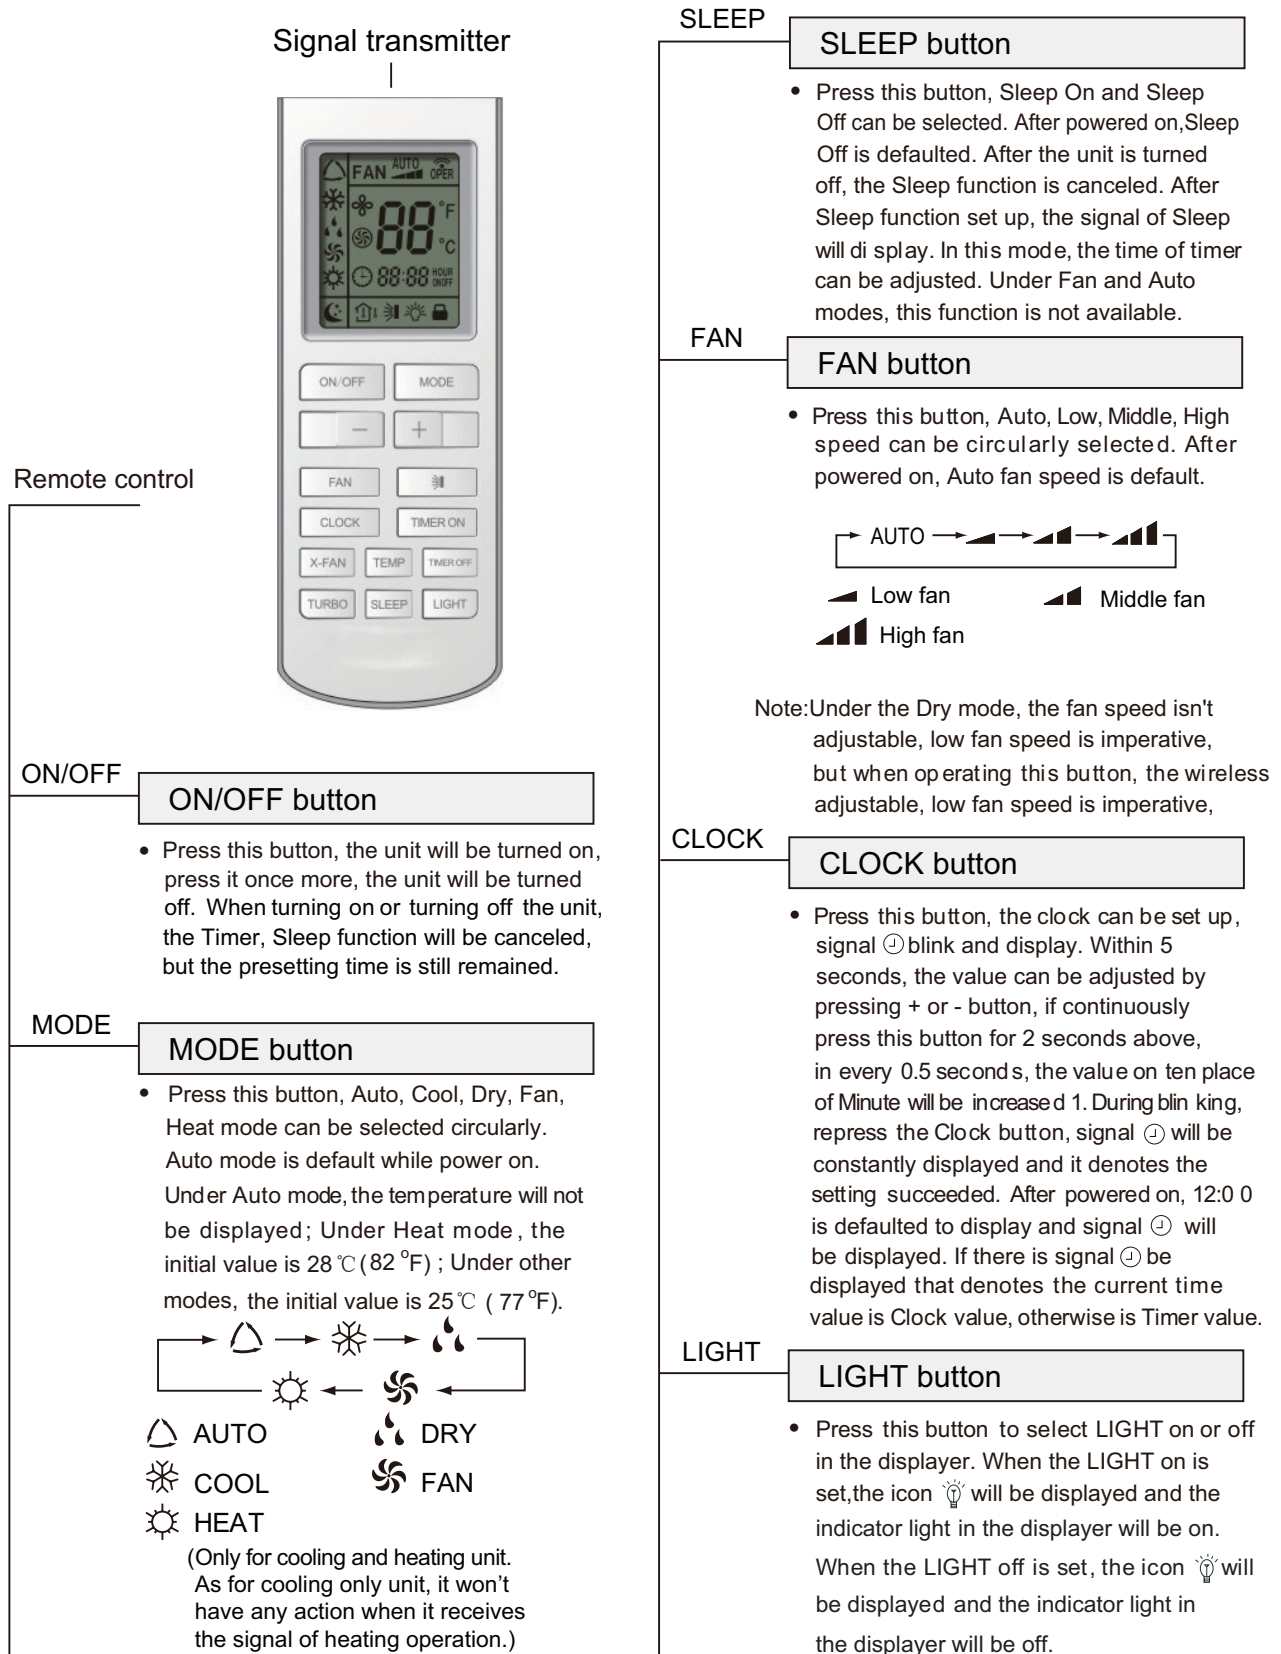 Signal transmitter
FAN AUTO OPER
88 °F
°C
88:88 HOUR
ON OFF
ON/OFF MODE
- +
FAN
CLOCK TIMER ON
X-FAN TEMP TIMER OFF
TURBO SLEEP LIGHT
Remote control
ON/OFF
ON/OFF button
• Press this button, the unit will be turned on,
press it once more, the unit will be turned
off. When turning on or turning off the unit,
the Timer, Sleep function will be canceled,
but the presetting time is still remained.
MODE
MODE button
• Press this button, Auto, Cool, Dry, Fan,
Heat mode can be selected circularly.
Auto mode is default while power on.
Under Auto mode, the temperature will not
be displayed; Under Heat mode, the
initial value is 28 ℃ (82 °F) ; Under other
modes, the initial value is 25℃ ( 77 °F).
AUTO DRY
COOL FAN
HEAT
(Only for cooling and heating unit.
As for cooling only unit, it won't
have any action when it receives
the signal of heating operation.)
SLEEP
SLEEP button
• Press this button, Sleep On and Sleep
Off can be selected. After powered on,Sleep
Off is defaulted. After the unit is turned
off, the Sleep function is canceled. After
Sleep function set up, the signal of Sleep
will di splay. In this mode, the time of timer
can be adjusted. Under Fan and Auto
modes, this function is not available.
FAN
FAN button
• Press this button, Auto, Low, Middle, High
speed can be circularly selected. After
powered on, Auto fan speed is default.
AUTO
Low fan Middle fan
High fan
Note:Under the Dry mode, the fan speed isn't
adjustable, low fan speed is imperative,
but when op erating this button, the wireless
adjustable, low fan speed is imperative,
CLOCK
CLOCK button
• Press this button, the clock can be set up,
signal blink and display. Within 5
seconds, the value can be adjusted by
pressing + or - button, if continuously
press this button for 2 seconds above,
in every 0.5 second s, the value on ten place
of Minute will be increase d 1. During blin king,
repress the Clock button, signal will be
constantly displayed and it denotes the
setting succeeded. After powered on, 12:0 0
is defaulted to display and signal will
be displayed. If there is signal be
displayed that denotes the current time
value is Clock value, otherwise is Timer value.
LIGHT
LIGHT button
• Press this button to select LIGHT on or off
in the displayer. When the LIGHT on is
set,the icon will be displayed and the
indicator light in the displayer will be on.
When the LIGHT off is set, the icon will
be displayed and the indicator light in
the displayer will be off.